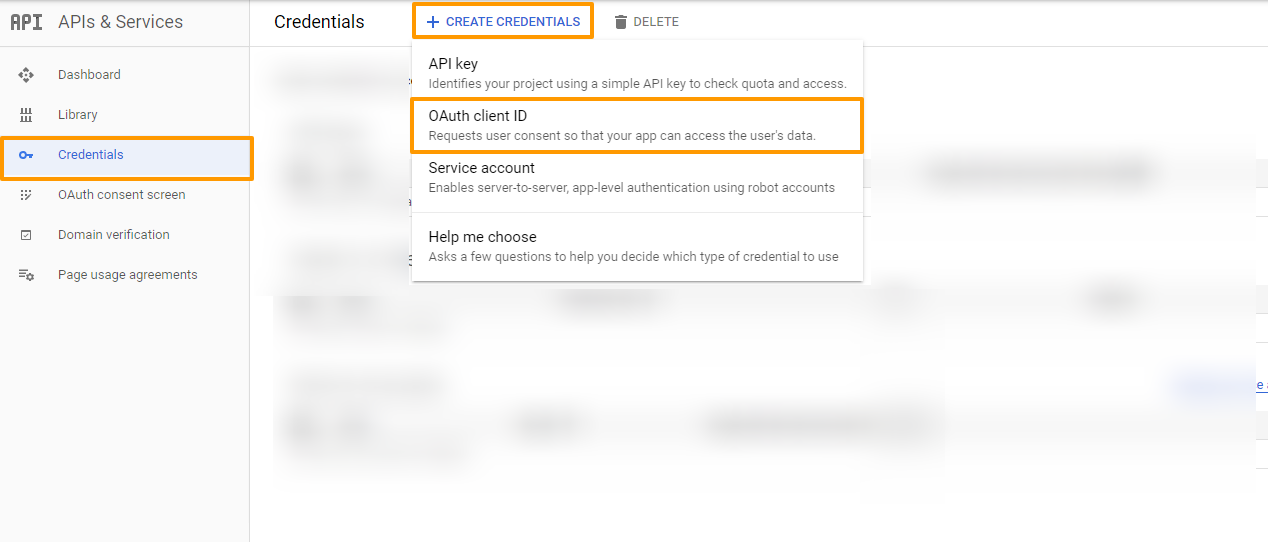 API APIs & Services
Credentials
+ CREATE CREDENTIALS
DELETE
Dashboard
Library
Credentials
OAuth consent screen
Domain verification
Page usage agreements
API key
Identifies your project using a simple API key to check quota and access.
OAuth client ID
Requests user consent so that your app can access the user's data.
Service account
Enables server-to-server, app-level authentication using robot accounts
Help me choose
Asks a few questions to help you decide which type of credential to use